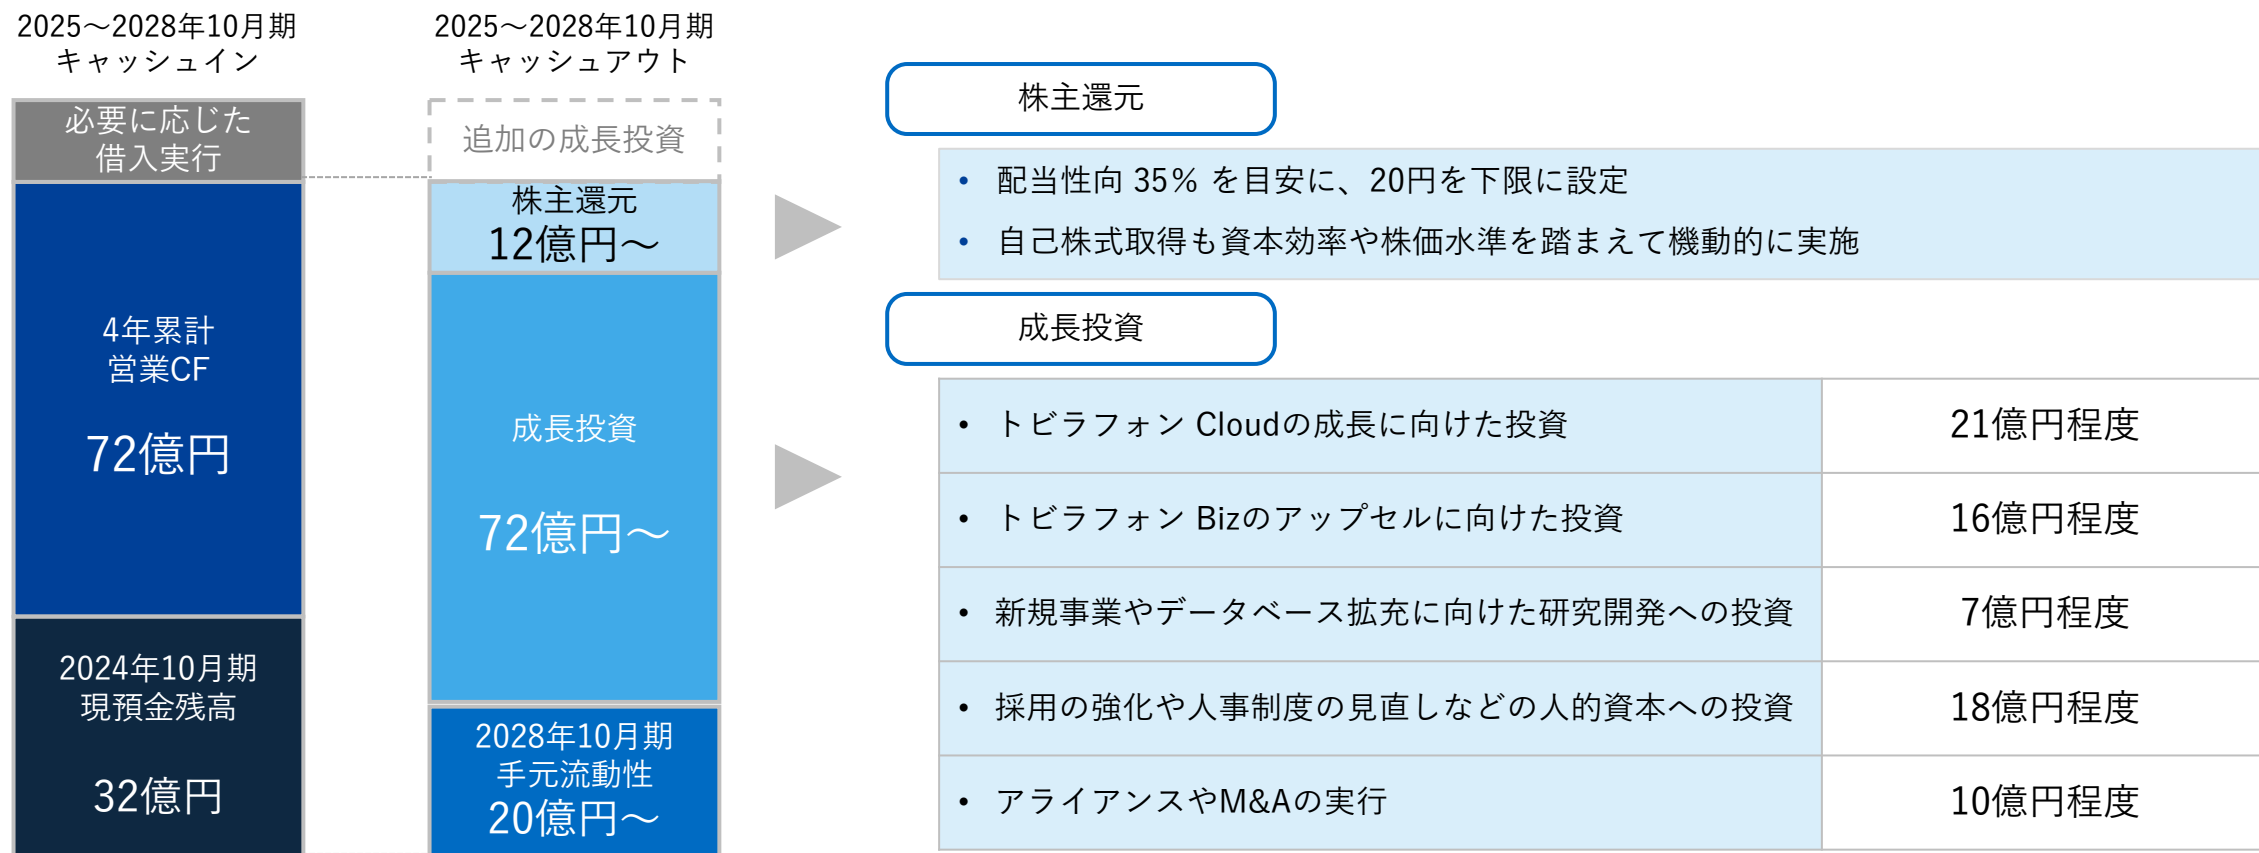 2025～2028年10月期
キャッシュイン
必要に応じた
借入実行
4年累計
営業CF
72億円
2024年10月期
現預金残高
32億円
2025～2028年10月期
キャッシュアウト
追加の成長投資
株主還元
12億円～
成長投資
72億円～
2028年10月期
手元流動性
20億円～
株主還元
• 配当性向 35% を目安に、20円を下限に設定
• 自己株式取得も資本効率や株価水準を踏まえて機動的に実施
成長投資
• トビラフォン Cloudの成長に向けた投資 21億円程度
• トビラフォン Bizのアップセルに向けた投資 16億円程度
• 新規事業やデータベース拡充に向けた研究開発への投資 7億円程度
• 採用の強化や人事制度の見直しなどの人的資本への投資 18億円程度
• アライアンスやM&Aの実行 10億円程度